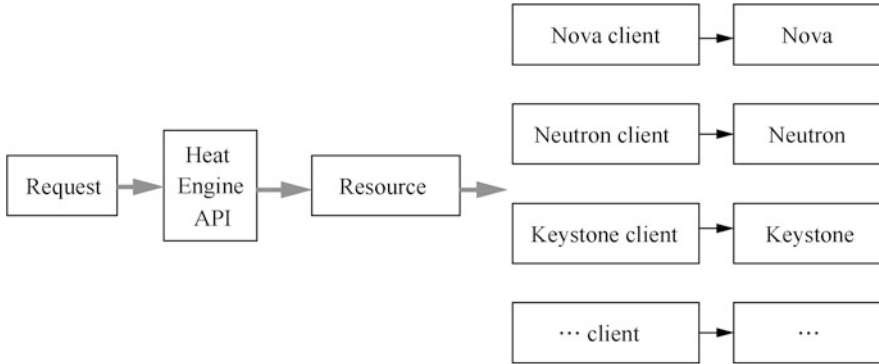 Nova client
Nova
Neutron client
Neutron
Request
Heat
Engine
API
Resource
Keystone client
Keystone
… client
…